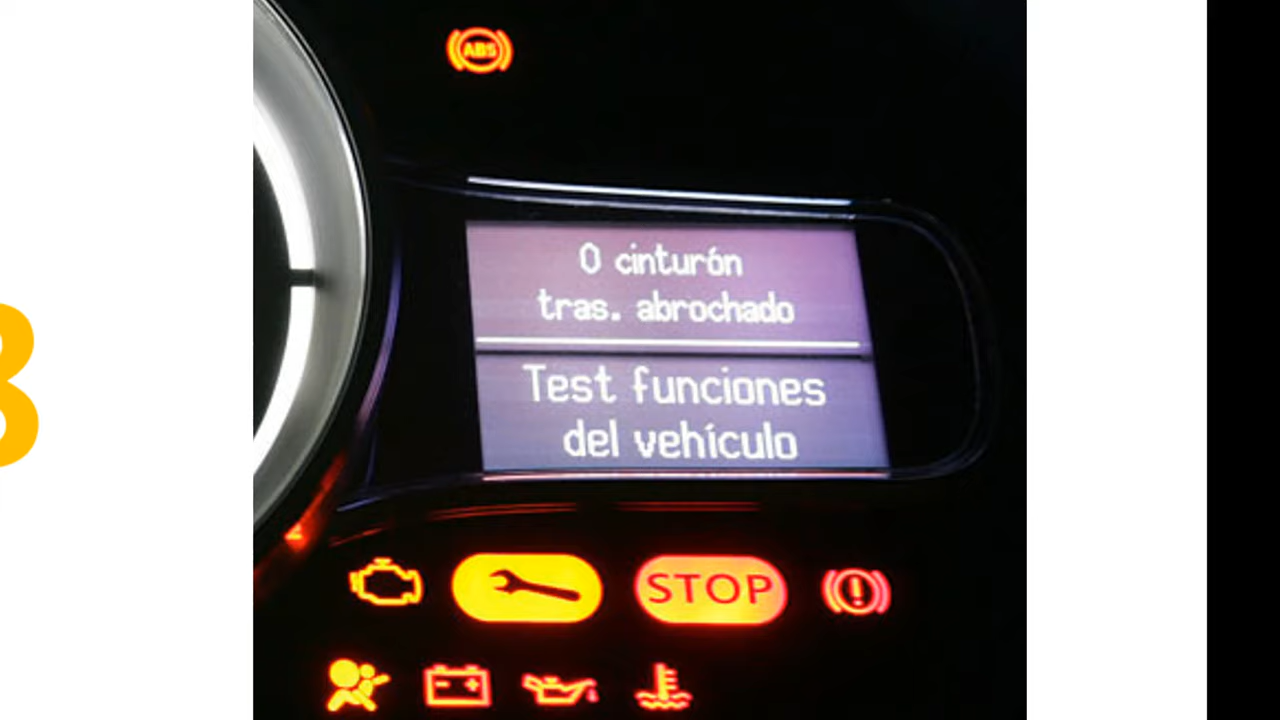 ABS
0 cinturón
tras. abrochado
Test funciones
del vehículo
STOP